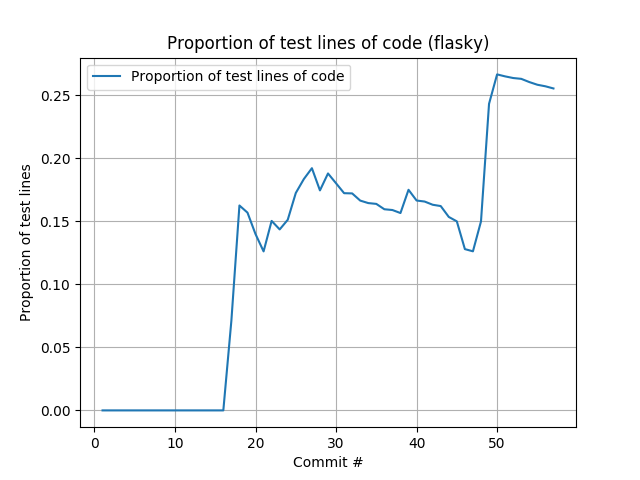 Proportion of test lines of code (flasky)
Proportion of test lines of code
Proportion of test lines
0.25
0.20
0.15
0.10
0.05
0.00
0 10 20 30 40 50
Commit #